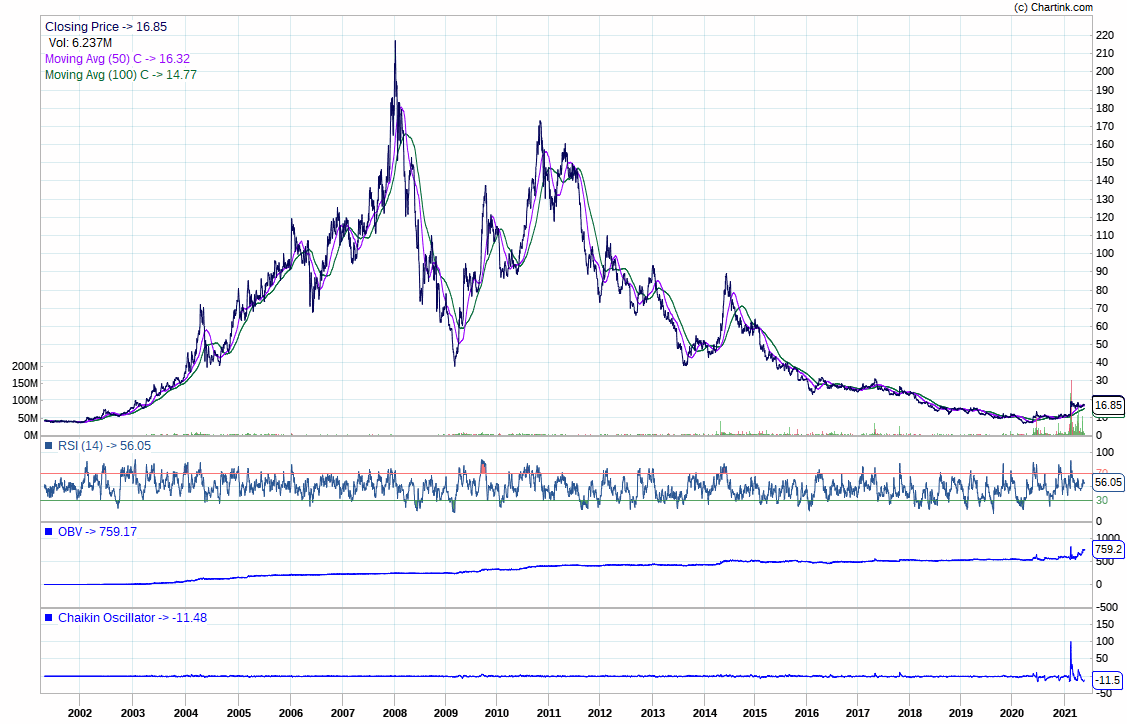 (c) Chartink.com
Closing Price -> 16.85
Vol: 6.237M
Moving Avg (50) C -> 16.32
Moving Avg (100) C -> 14.77
220
210
200
190
180
170
160
150
140
130
120
110
100
90
80
70
60
50
40
30
16.85
10
0
200M
150M
100M
50M
0M
RSI (14) -> 56.05
100
70
56.05
30
0
OBV -> 759.17
1000
759.2
500
0
-500
Chaikin Oscillator -> -11.48
150
100
50
-11.5
-50
2002 2003 2004 2005 2006 2007 2008 2009 2010 2011 2012 2013 2014 2015 2016 2017 2018 2019 2020 2021